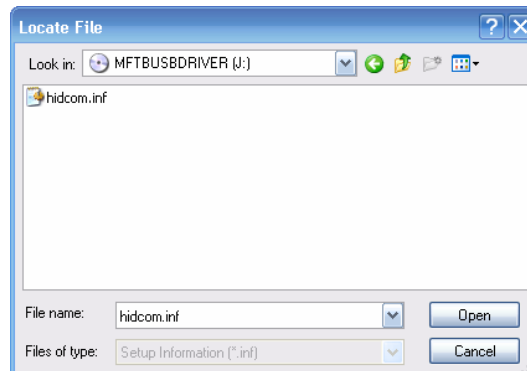 Locate File
Look in: MFTBUSBDRIVER (J:)
hidcom.inf
File name: hidcom.inf Open
Files of type: Setup Information (*.inf) Cancel